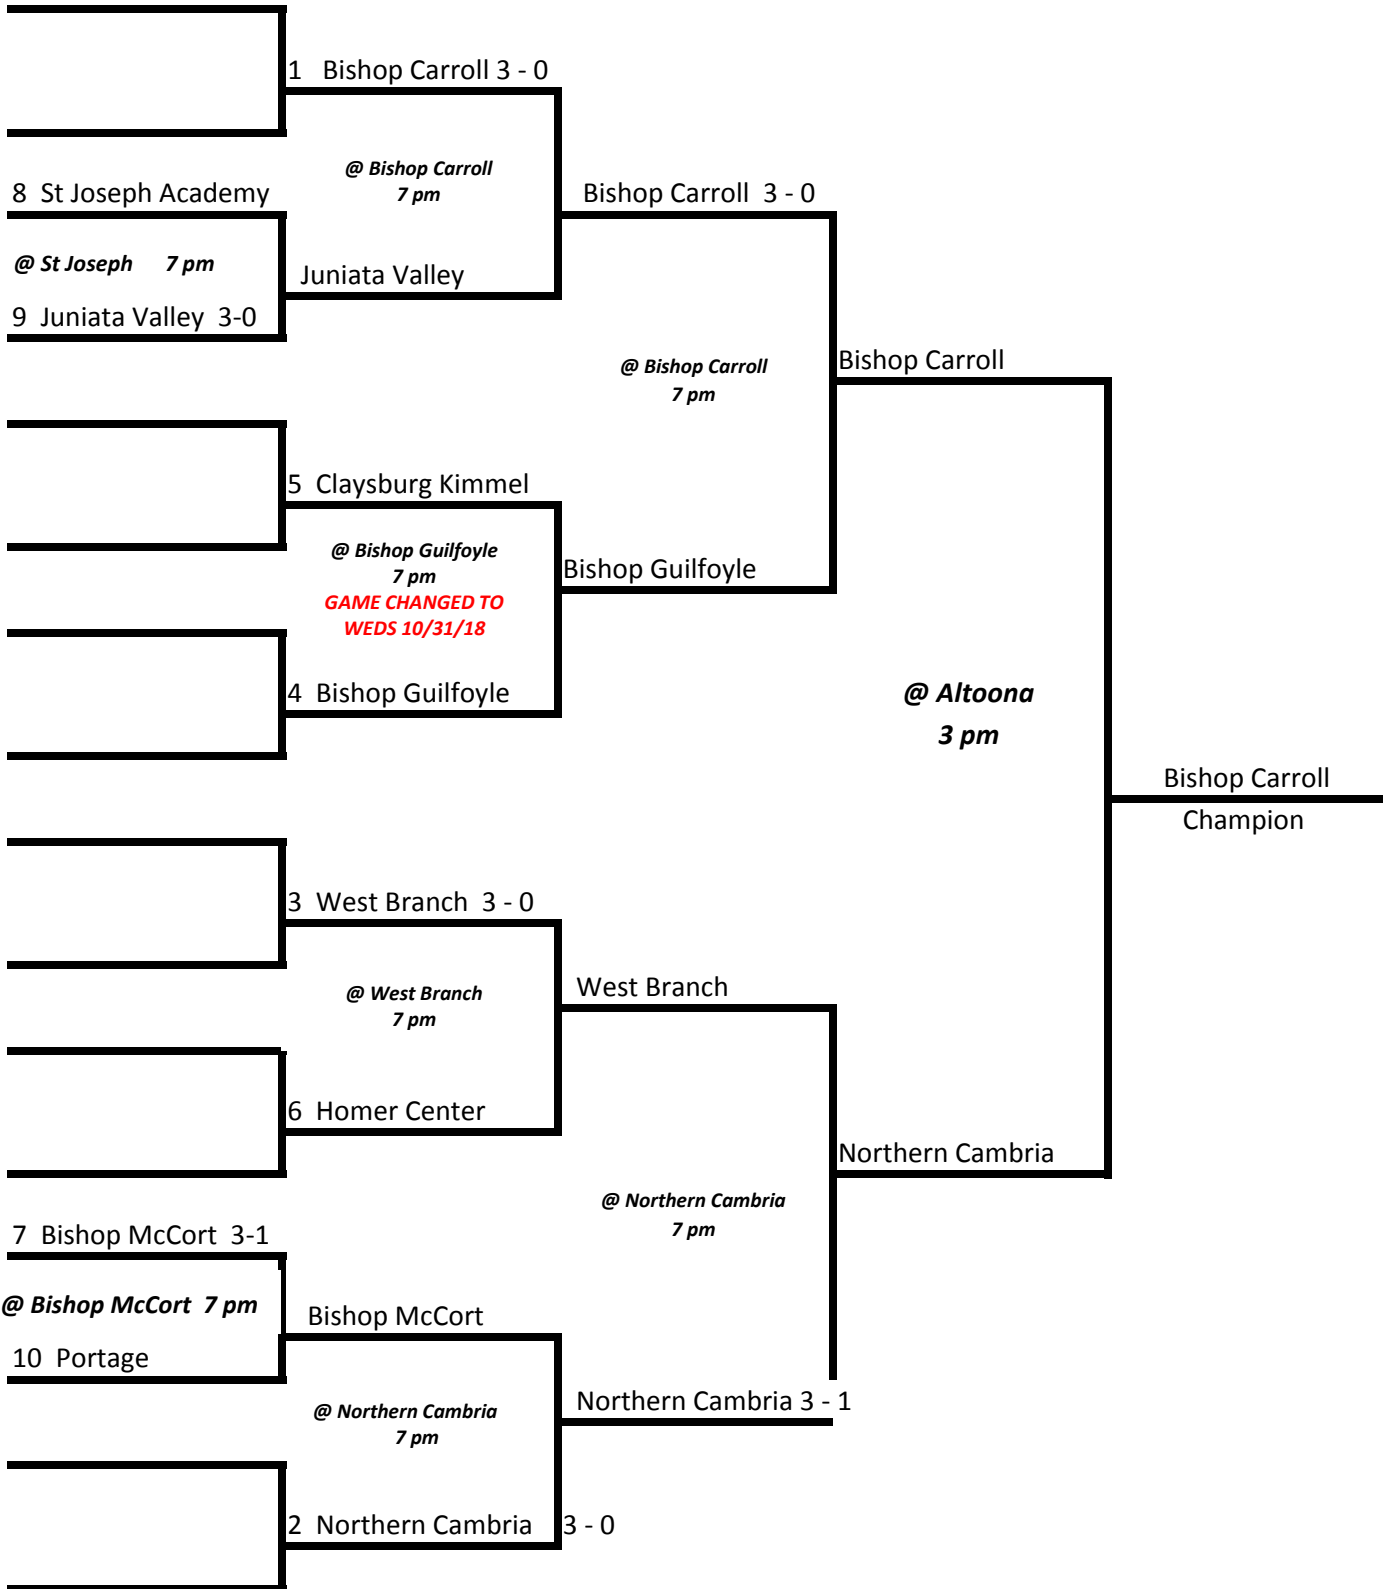 1 Bishop Carroll 3 - 0
@ Bishop Carroll
7 pm
8 St Joseph Academy
Bishop Carroll 3 - 0
@ St Joseph 7 pm
Juniata Valley
9 Juniata Valley 3-0
@ Bishop Carroll
7 pm
Bishop Carroll
5 Claysburg Kimmel
@ Bishop Guilfoyle
7 pm
GAME CHANGED TO
WEDS 10/31/18
Bishop Guilfoyle
4 Bishop Guilfoyle
@ Altoona
3 pm
Bishop Carroll
Champion
3 West Branch 3 - 0
@ West Branch
7 pm
West Branch
6 Homer Center
Northern Cambria
@ Northern Cambria
7 pm
7 Bishop McCort 3-1
@ Bishop McCort 7 pm
Bishop McCort
10 Portage
@ Northern Cambria
7 pm
Northern Cambria 3 - 1
2 Northern Cambria 3 - 0